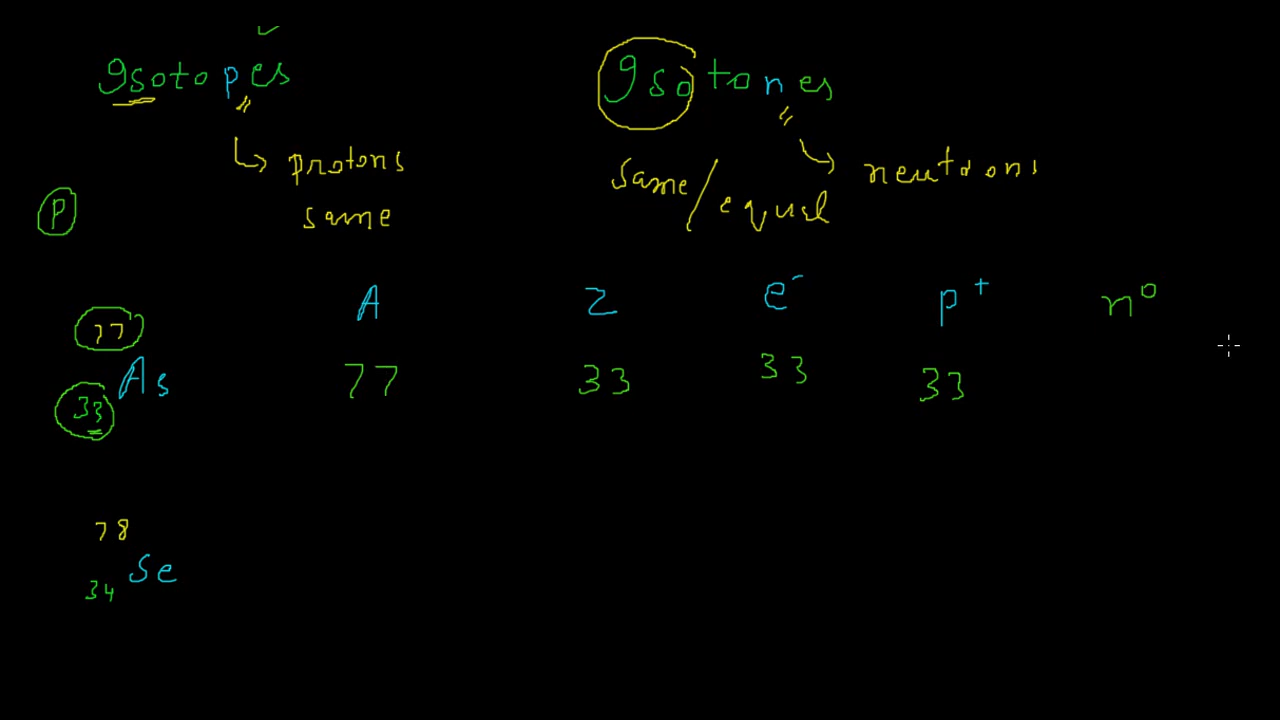 Isotopes Isotones
protons
same
same/equal neutrons
P
A Z e⁻ p⁺ n⁰
77
As 77 33 33 33
33
78
Se
34